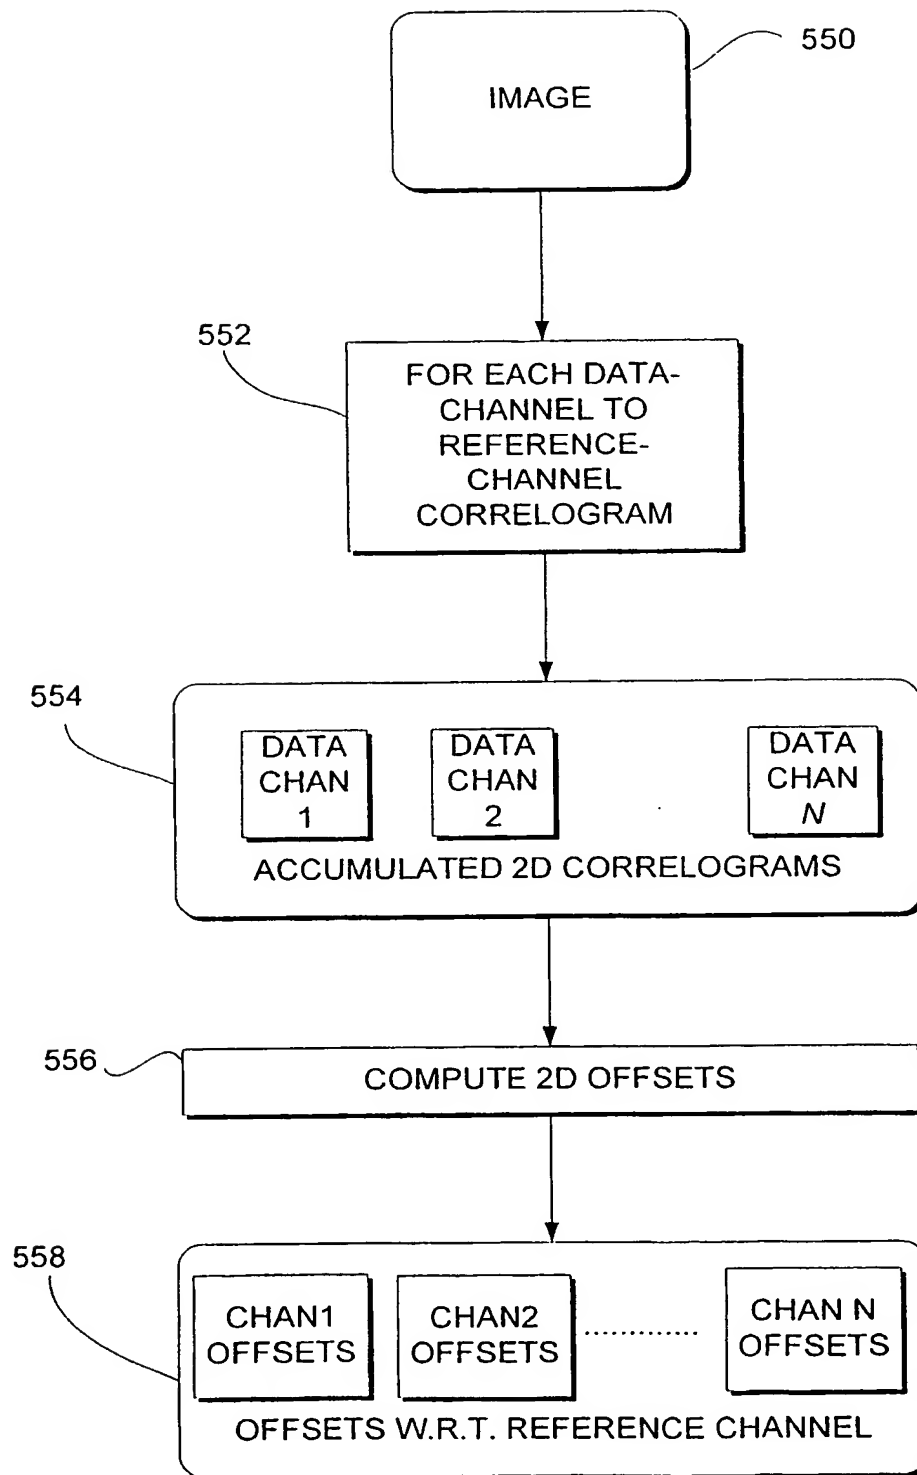 550
IMAGE
552
FOR EACH DATA-
CHANNEL TO
REFERENCE-
CHANNEL
CORRELOGRAM
554
DATA
CHAN
1
DATA
CHAN
2
DATA
CHAN
N
ACCUMULATED 2D CORRELOGRAMS
556
COMPUTE 2D OFFSETS
558
CHAN1
OFFSETS
CHAN2
OFFSETS
.............
CHAN N
OFFSETS
OFFSETS W.R.T. REFERENCE CHANNEL